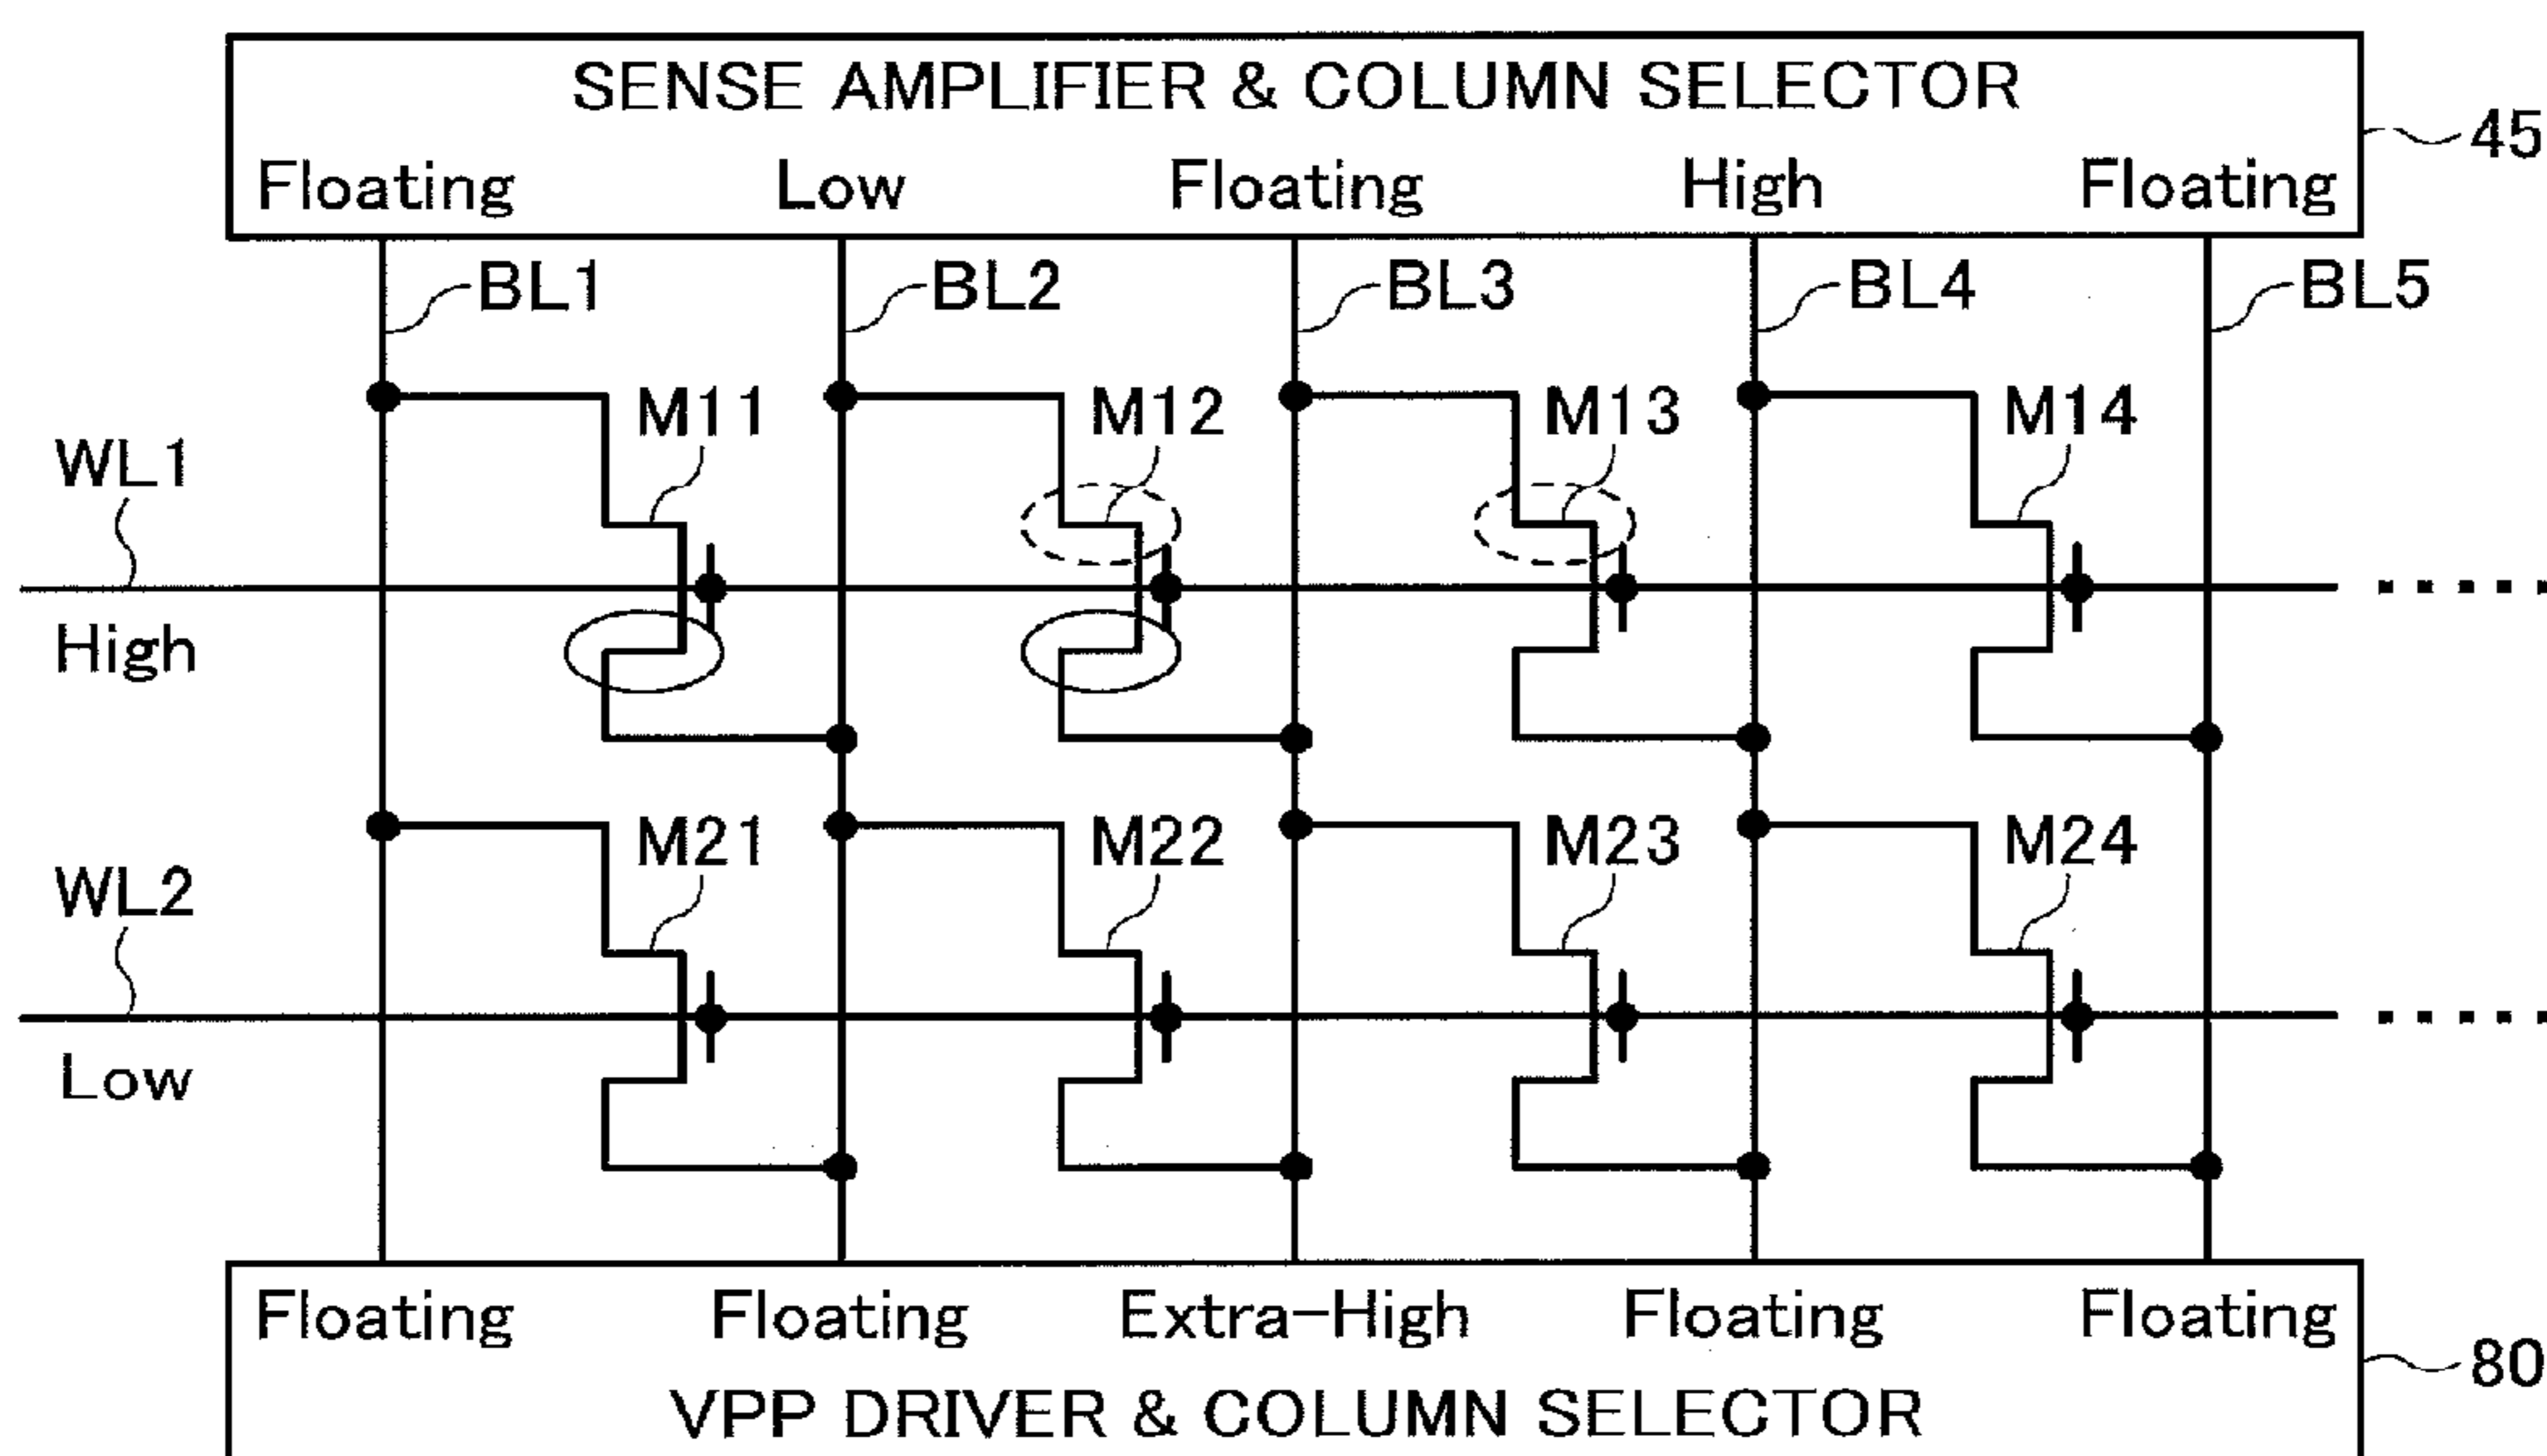 SENSE AMPLIFIER & COLUMN SELECTOR
45
Floating Low Floating High Floating
BL1 BL2 BL3 BL4 BL5
M11 M12 M13 M14
WL1
High
M21 M22 M23 M24
WL2
Low
Floating Floating Extra-High Floating Floating
80
VPP DRIVER & COLUMN SELECTOR